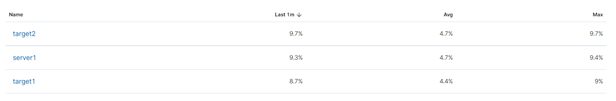 Name Last 1m ↓ Avg Max
target2 9.7% 4.7% 9.7%
server1 9.3% 4.7% 9.4%
target1 8.7% 4.4% 9%